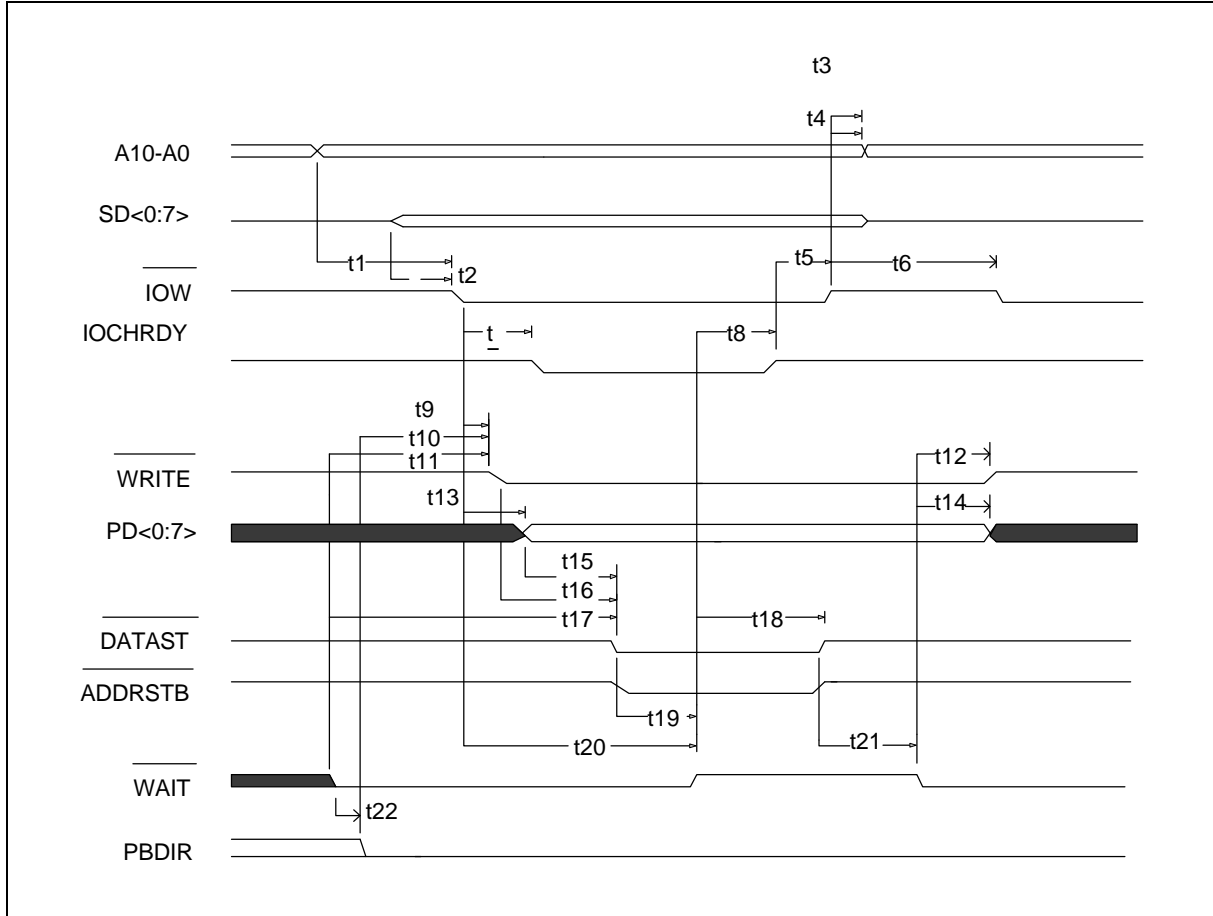 t3
t4
A10-A0
SD<0:7>
t1
t2
t5
t6
IOW
IOCHRDY
t
t8
t9
t10
t11
t12
WRITE
t13
t14
PD<0:7>
t15
t16
t17
t18
DATAST
ADDRSTB
t19
t20
t21
WAIT
t22
PBDIR